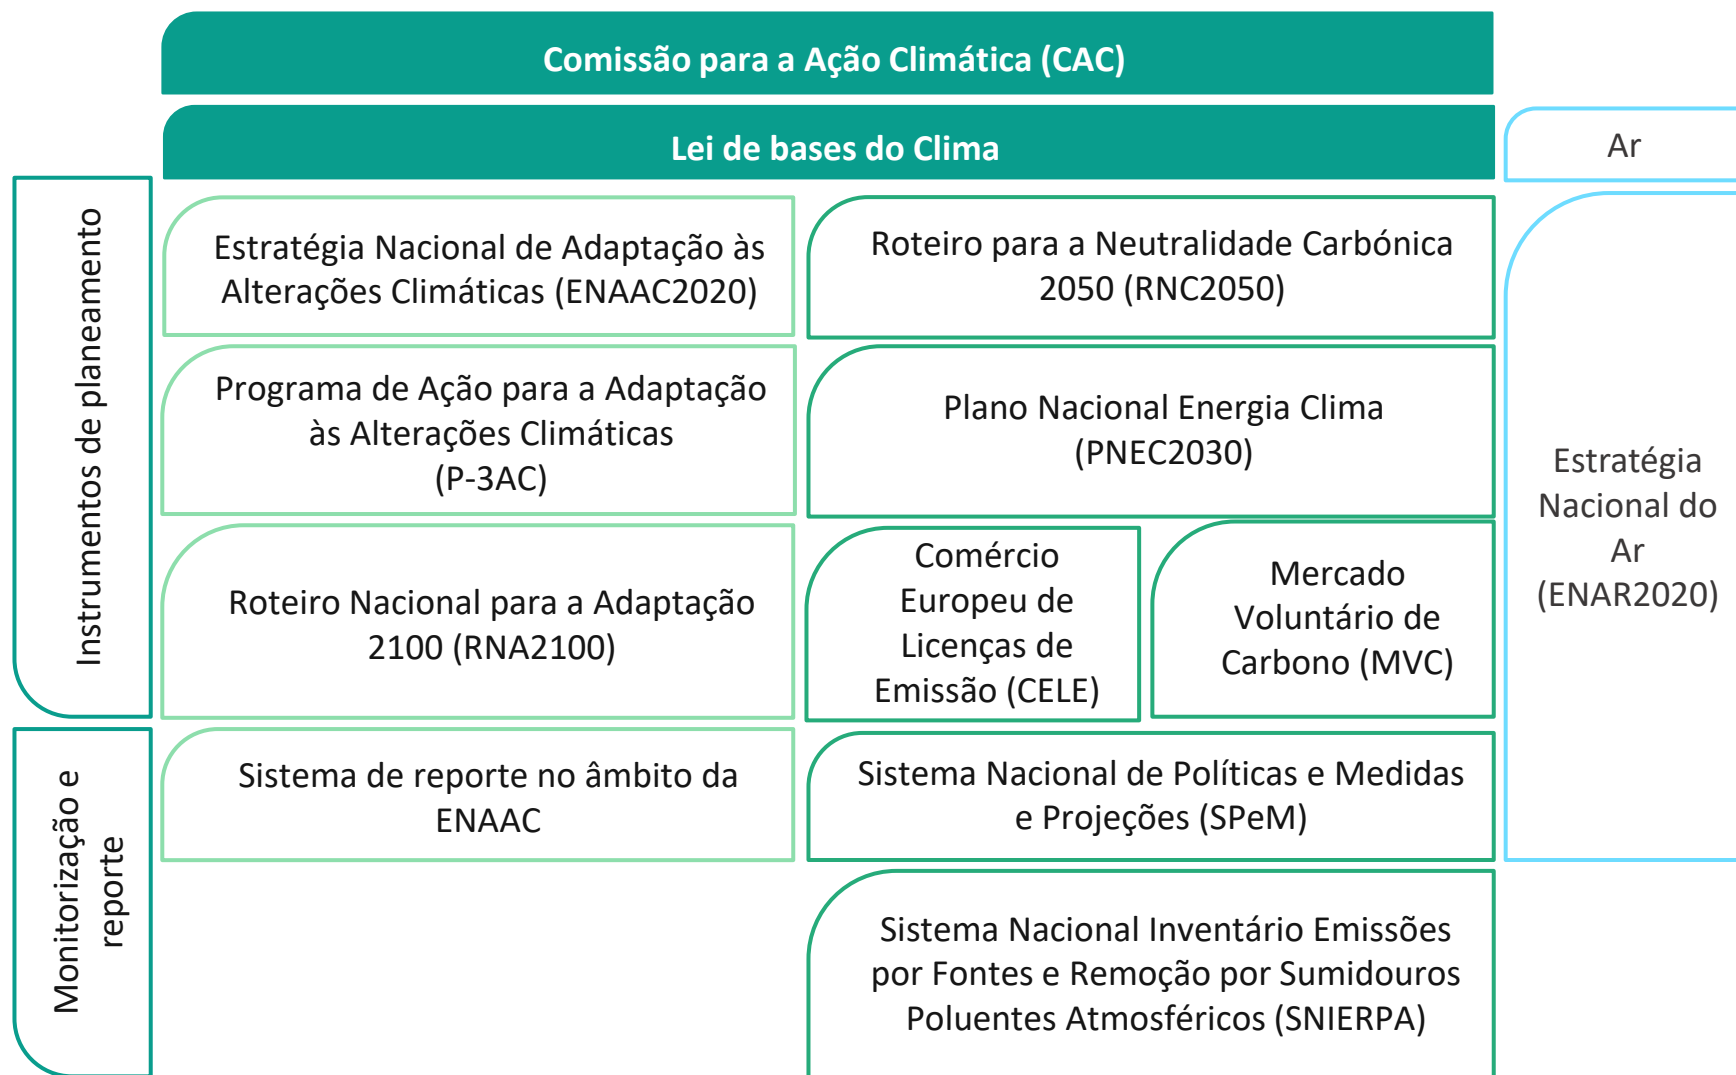 Comissão para a Ação Climática (CAC)
Lei de bases do Clima
Ar
Instrumentos de planeamento
Estratégia Nacional de Adaptação às
Alterações Climáticas (ENAAC2020)
Roteiro para a Neutralidade Carbónica
2050 (RNC2050)
Programa de Ação para a Adaptação
às Alterações Climáticas
(P-3AC)
Plano Nacional Energia Clima
(PNEC2030)
Roteiro Nacional para a Adaptação
2100 (RNA2100)
Comércio
Europeu de
Licenças de
Emissão (CELE)
Mercado
Voluntário de
Carbono (MVC)
Estratégia
Nacional do
Ar
(ENAR2020)
Monitorização e
reporte
Sistema de reporte no âmbito da
ENAAC
Sistema Nacional de Políticas e Medidas
e Projeções (SPeM)
Sistema Nacional Inventário Emissões
por Fontes e Remoção por Sumidouros
Poluentes Atmosféricos (SNIERPA)